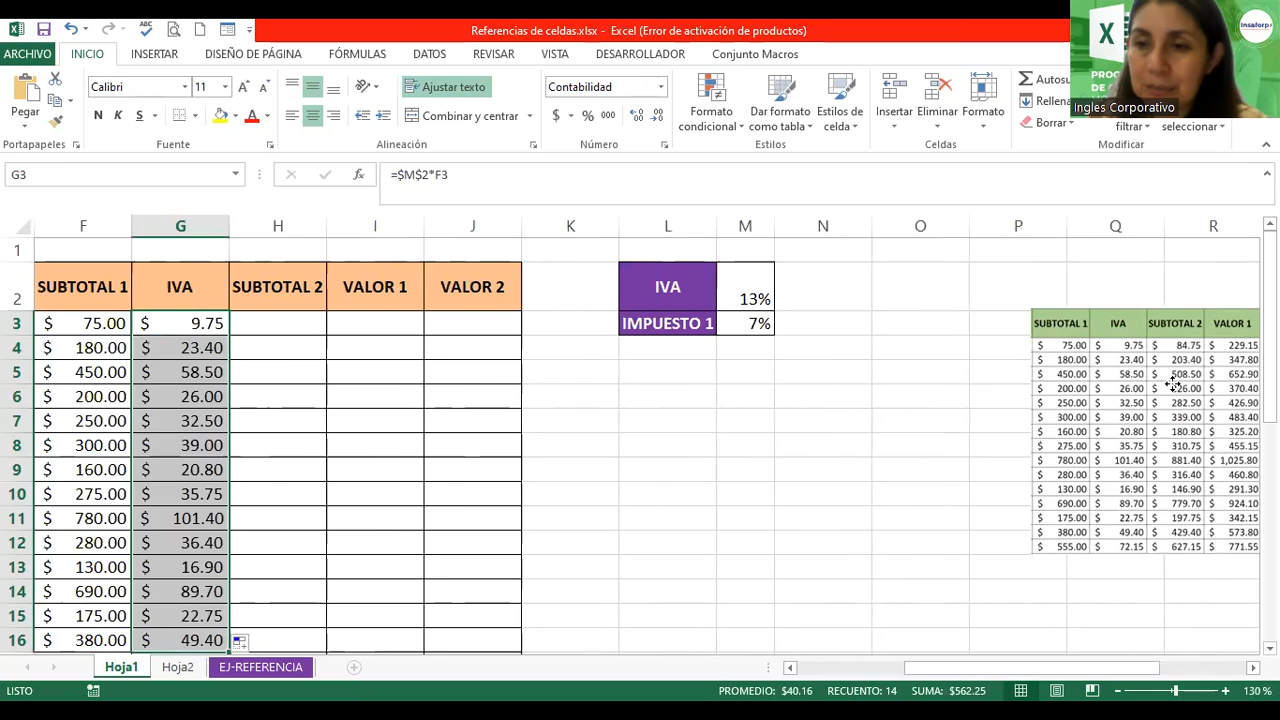 Referencias de celdas.xlsx - Excel (Error de activación de productos)
Insaforp
ARCHIVO INICIO INSERTAR DISEÑO DE PÁGINA FÓRMULAS DATOS REVISAR VISTA DESARROLLADOR Conjunto Macros
Pegar
Calibri 11
N K S
Ajustar texto
Combinar y centrar
Contabilidad
$ % 000
Formato condicional
Dar formato como tabla
Estilos de celda
Insertar Eliminar Formato
Autosu
Rellena
Borrar
filtrar seleccionar
Ingles Corporativo
Portapapeles Fuente Alineación Número Estilos Celdas Modificar
G3 fx =$M$2*F3
F G H I J K L M N O P Q R
1
2 SUBTOTAL 1 IVA SUBTOTAL 2 VALOR 1 VALOR 2 IVA 13%
3 $ 75.00 $ 9.75 IMPUESTO 1 7%
4 $ 180.00 $ 23.40
5 $ 450.00 $ 58.50
6 $ 200.00 $ 26.00
7 $ 250.00 $ 32.50
8 $ 300.00 $ 39.00
9 $ 160.00 $ 20.80
10 $ 275.00 $ 35.75
11 $ 780.00 $ 101.40
12 $ 280.00 $ 36.40
13 $ 130.00 $ 16.90
14 $ 690.00 $ 89.70
15 $ 175.00 $ 22.75
16 $ 380.00 $ 49.40
SUBTOTAL 1 IVA SUBTOTAL 2 VALOR 1
$ 75.00 $ 9.75 $ 84.75 $ 229.15
$ 180.00 $ 23.40 $ 203.40 $ 347.80
$ 450.00 $ 58.50 $ 508.50 $ 652.90
$ 200.00 $ 26.00 $ 226.00 $ 370.40
$ 250.00 $ 32.50 $ 282.50 $ 426.90
$ 300.00 $ 39.00 $ 339.00 $ 483.40
$ 160.00 $ 20.80 $ 180.80 $ 325.20
$ 275.00 $ 35.75 $ 310.75 $ 455.15
$ 780.00 $ 101.40 $ 881.40 $ 1,025.80
$ 280.00 $ 36.40 $ 316.40 $ 460.80
$ 130.00 $ 16.90 $ 146.90 $ 291.30
$ 690.00 $ 89.70 $ 779.70 $ 924.10
$ 175.00 $ 22.75 $ 197.75 $ 342.15
$ 380.00 $ 49.40 $ 429.40 $ 573.80
$ 555.00 $ 72.15 $ 627.15 $ 771.55
Hoja1 Hoja2 EJ-REFERENCIA
LISTO PROMEDIO: $40.16 RECUENTO: 14 SUMA: $562.25 130 %